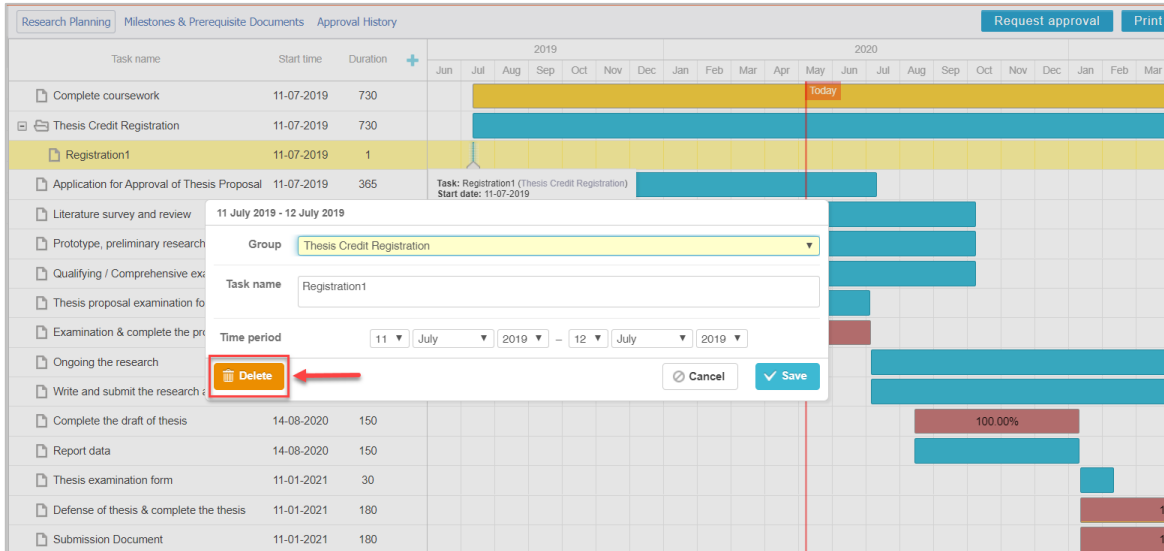 Research Planning Milestones & Prerequisite Documents Approval History Request approval Print
Task name Start time Duration 2019 2020
Jun Jul Aug Sep Oct Nov Dec Jan Feb Mar Apr May Jun Jul Aug Sep Oct Nov Dec Jan Feb Mar
Complete coursework 11-07-2019 730 Today
Thesis Credit Registration 11-07-2019 730
Registration1 11-07-2019 1
Application for Approval of Thesis Proposal 11-07-2019 365 Task: Registration1 (Thesis Credit Registration)
Start date: 11-07-2019
Literature survey and review
Prototype, preliminary research
Qualifying / Comprehensive exa
Thesis proposal examination fo
Examination & complete the pro
Ongoing the research
Write and submit the research a
11 July 2019 - 12 July 2019
Group Thesis Credit Registration
Task name Registration1
Time period 11 July 2019 – 12 July 2019
Delete Cancel Save
Complete the draft of thesis 14-08-2020 150 100.00%
Report data 14-08-2020 150
Thesis examination form 11-01-2021 30
Defense of thesis & complete the thesis 11-01-2021 180 1
Submission Document 11-01-2021 180 1